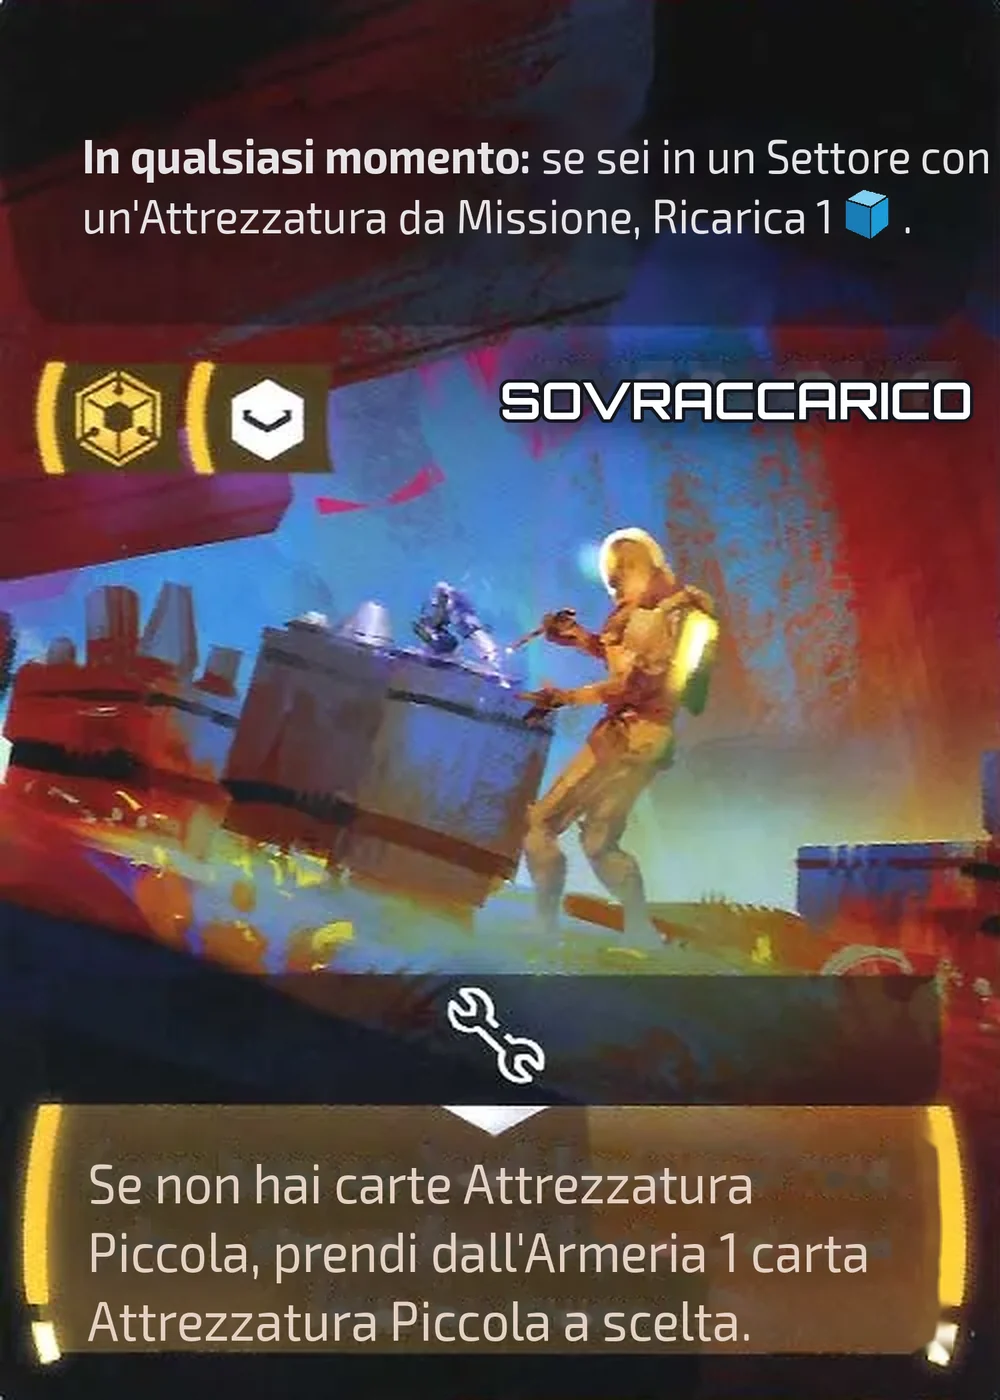 In qualsiasi momento: se sei in un Settore con
un'Attrezzatura da Missione, Ricarica 1 .
SOVRACCARICO
Se non hai carte Attrezzatura
Piccola, prendi dall'Armeria 1 carta
Attrezzatura Piccola a scelta.